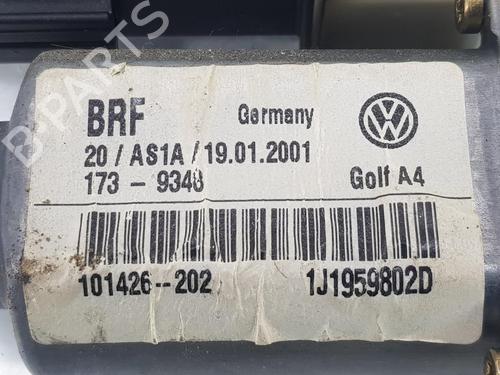 B-PARTS
BRF Germany
20 / AS1A / 19.01.2001
173 - 9348 Golf A4
101426-202 1J1959802D